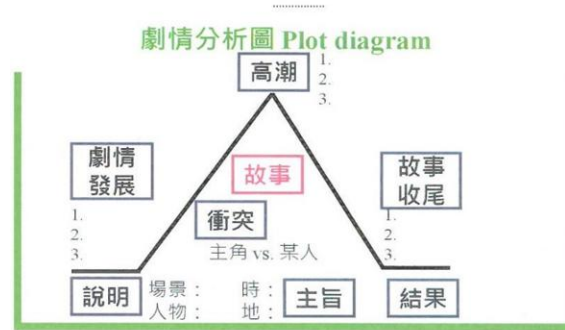 劇情分析圖 Plot diagram
高潮
1.
2.
3.
劇情
發展
1.
2.
3.
故事
衝突
主角 vs. 某人
故事
收尾
1.
2.
3.
說明
場景： 時：
人物： 地：
主旨
結果